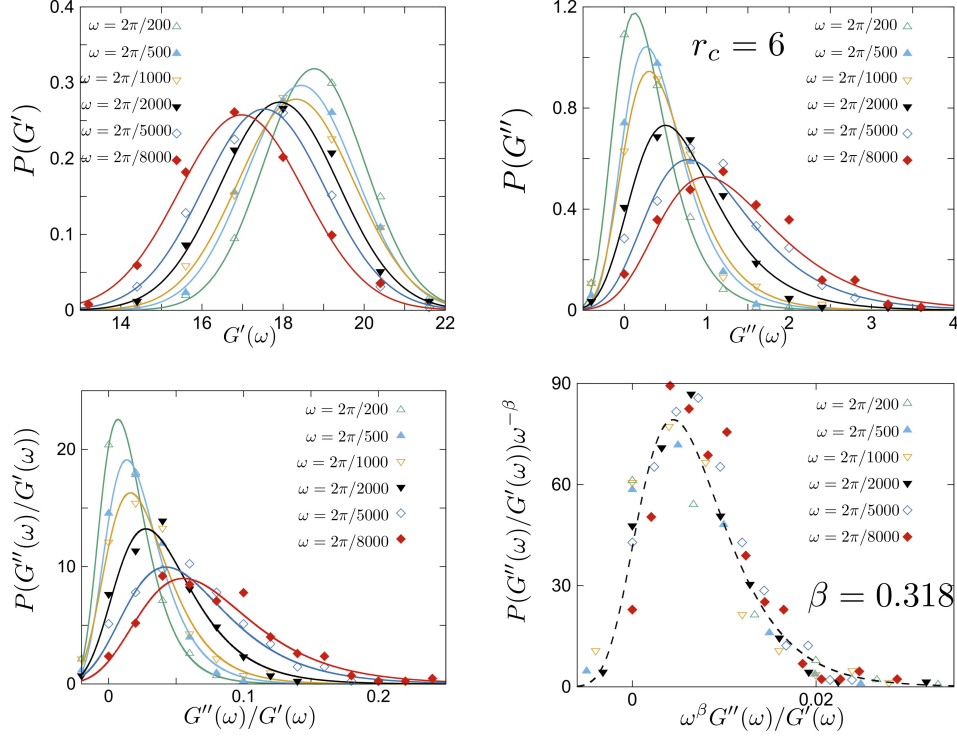 0.4
0.3
0.2
0.1
0
P(G′)
ω = 2π/200
ω = 2π/500
ω = 2π/1000
ω = 2π/2000
ω = 2π/5000
ω = 2π/8000
14 16 18 20 22
G′(ω)
1.2
0.8
0.4
0
P(G″)
r_c = 6
ω = 2π/200
ω = 2π/500
ω = 2π/1000
ω = 2π/2000
ω = 2π/5000
ω = 2π/8000
0 1 2 3 4
G″(ω)
20
10
0
P(G″(ω)/G′(ω))
ω = 2π/200
ω = 2π/500
ω = 2π/1000
ω = 2π/2000
ω = 2π/5000
ω = 2π/8000
0 0.1 0.2
G″(ω)/G′(ω)
90
60
30
0
P(G″(ω)/G′(ω))ω^{−β}
ω = 2π/200
ω = 2π/500
ω = 2π/1000
ω = 2π/2000
ω = 2π/5000
ω = 2π/8000
β = 0.318
0 0.02
ω^β G″(ω)/G′(ω)